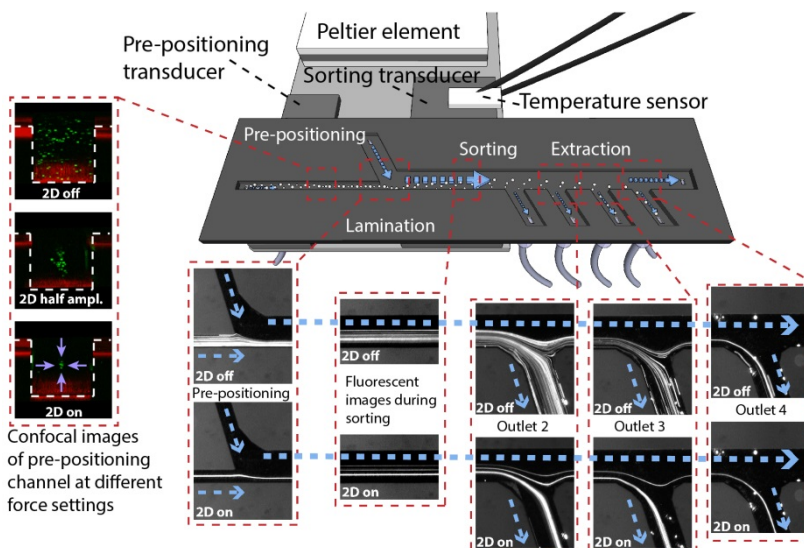 Peltier element
Pre-positioning
transducer
Sorting transducer
Temperature sensor
Pre-positioning
Sorting
Extraction
Lamination
2D off
2D half ampl.
2D on
Confocal images
of pre-positioning
channel at different
force settings
2D off
Pre-positioning
2D on
2D off
Fluorescent
images during
sorting
2D on
2D off
Outlet 2
2D on
2D off
Outlet 3
2D on
2D off
Outlet 4
2D on